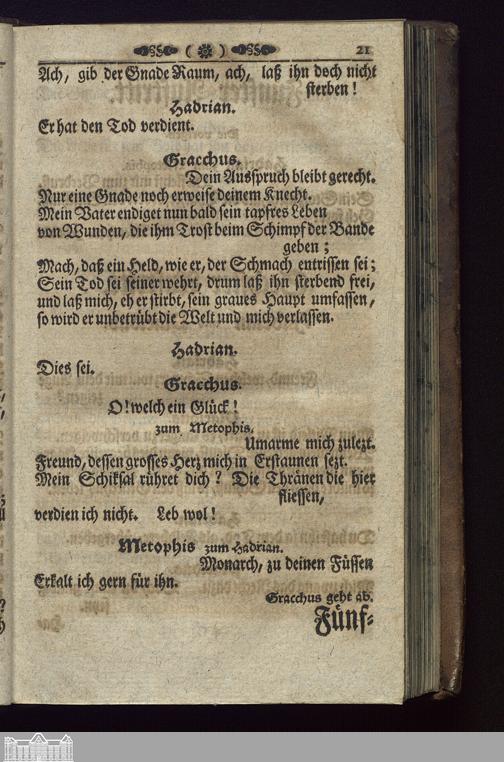 ( ) 21
Ach, gib der Gnade Raum, ach, laß ihn doch nicht
sterben!
Hadrian.
Er hat den Tod verdient.
Gracchus.
Dein Ausspruch bleibt gerecht.
Nur eine Gnade noch erweise deinem Knecht.
Mein Vater endiget nun bald sein tapfres Leben
von Wunden, die ihm Trost beim Schimpf der Bande
geben;
Mach, daß ein Held, wie er, der Schmach entrissen sei;
Sein Tod sei seiner wehrt, drum laß ihn sterbend frei,
und laß mich, eh er stirbt, sein graues Haupt umfassen,
so wird er unbetrübt die Welt und mich verlassen.
Hadrian.
Dies sei.
Gracchus.
O! welch ein Glück!
zum Metophis.
Umarme mich zulezt.
Freund, dessen grosses Herz mich in Erstaunen sezt.
Mein Schiksal rühret dich? Die Thränen die hier
fliessen,
verdien ich nicht. Leb wol!
Metophis zum Hadrian.
Monarch, zu deinen Füssen
Erkalt ich gern für ihn.
Gracchus geht ab.
Fünf-